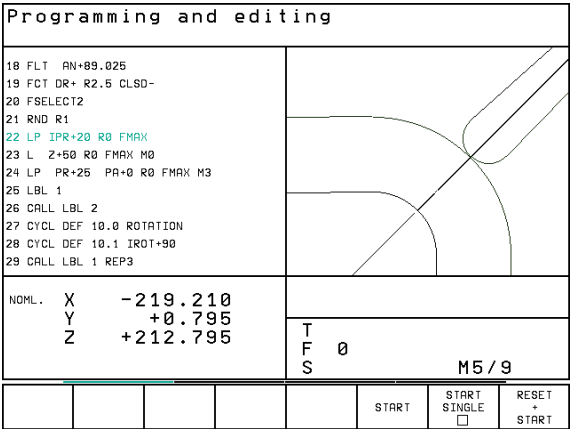 Programming and editing
18 FLT  AN+89.025
19 FCT DR+ R2.5 CLSD-
20 FSELECT2
21 RND R1
22 LP IPR+20 R0 FMAX
23 L  Z+50 R0 FMAX M0
24 LP  PR+25  PA+0 R0 FMAX M3
25 LBL 1
26 CALL LBL 2
27 CYCL DEF 10.0 ROTATION
28 CYCL DEF 10.1 IROT+90
29 CALL LBL 1 REP3
NOML. X -219.210
Y +0.795
Z +212.795
T
F 0
S M5/9
START
START SINGLE
RESET + START